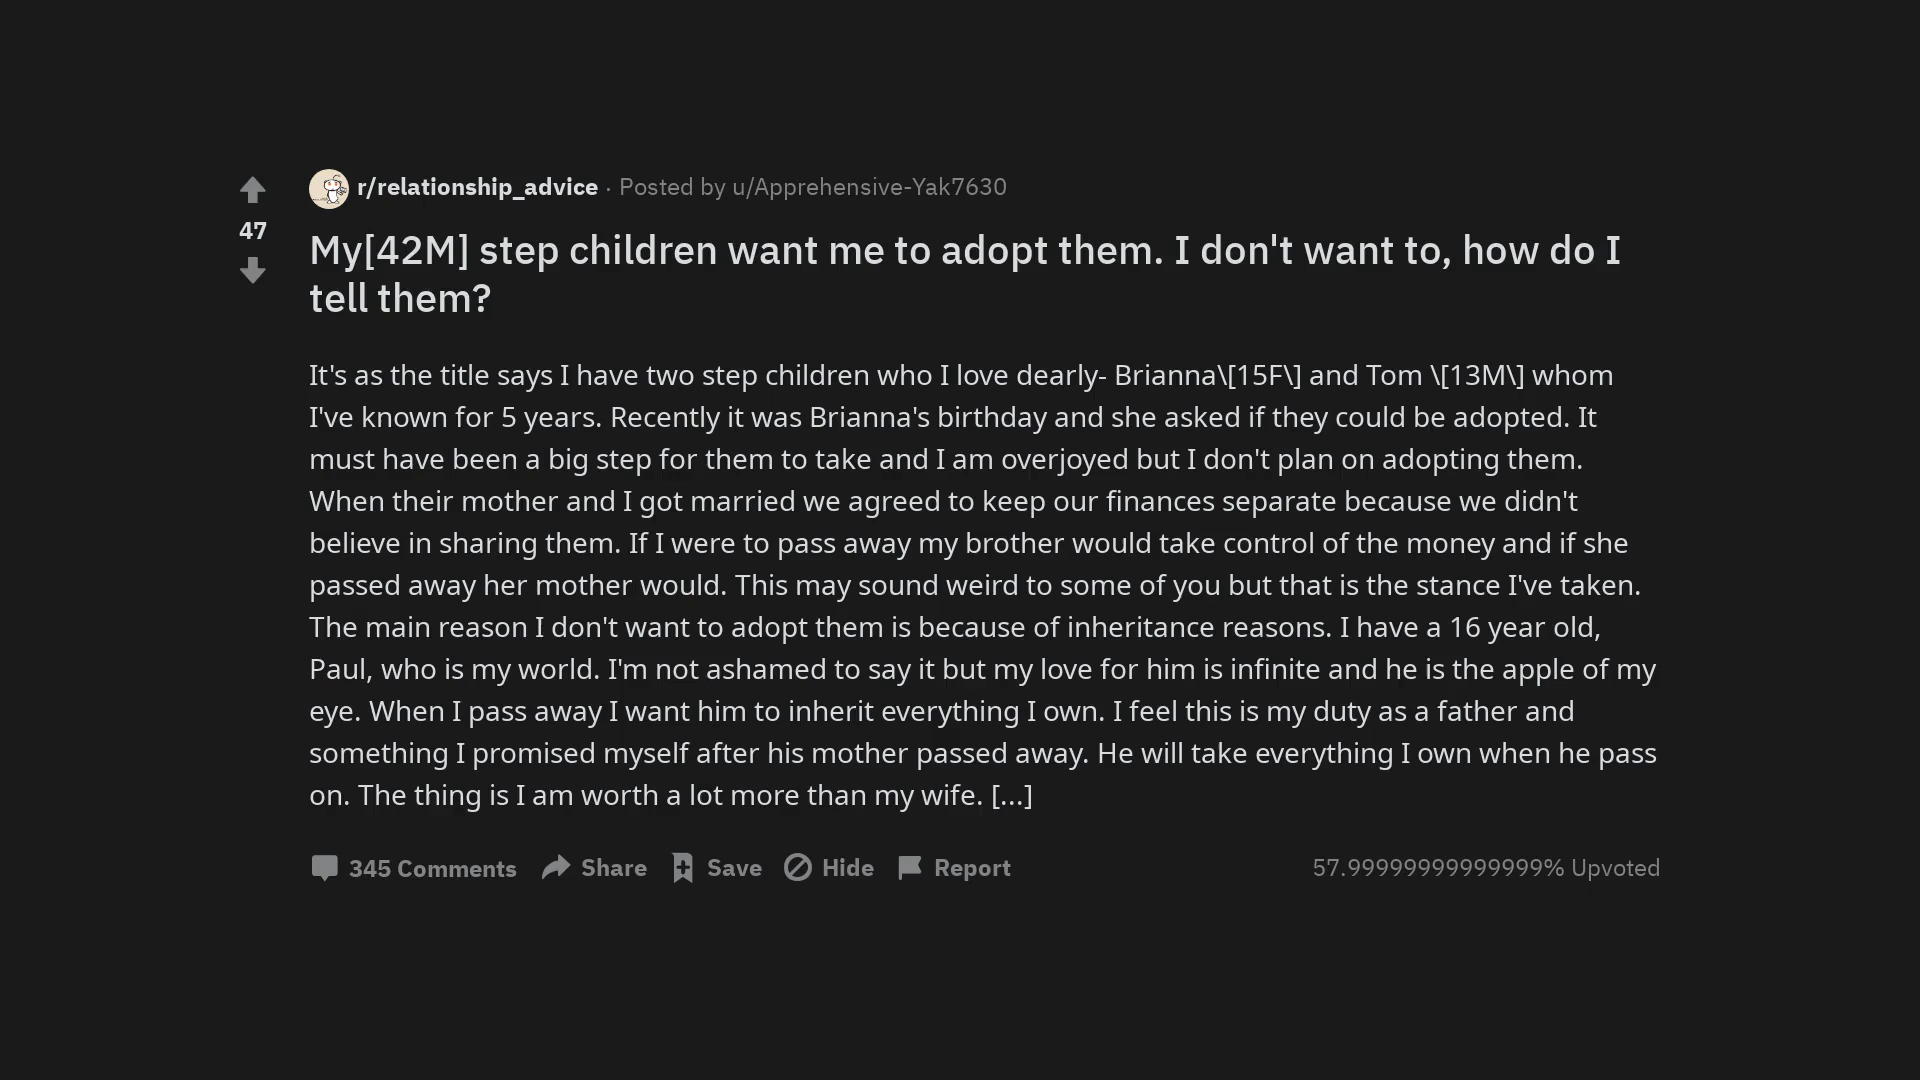 r/relationship_advice · Posted by u/Apprehensive-Yak7630
47
My[42M] step children want me to adopt them. I don't want to, how do I
tell them?
It's as the title says I have two step children who I love dearly- Brianna\[15F\] and Tom \[13M\] whom
I've known for 5 years. Recently it was Brianna's birthday and she asked if they could be adopted. It
must have been a big step for them to take and I am overjoyed but I don't plan on adopting them.
When their mother and I got married we agreed to keep our finances separate because we didn't
believe in sharing them. If I were to pass away my brother would take control of the money and if she
passed away her mother would. This may sound weird to some of you but that is the stance I've taken.
The main reason I don't want to adopt them is because of inheritance reasons. I have a 16 year old,
Paul, who is my world. I'm not ashamed to say it but my love for him is infinite and he is the apple of my
eye. When I pass away I want him to inherit everything I own. I feel this is my duty as a father and
something I promised myself after his mother passed away. He will take everything I own when he pass
on. The thing is I am worth a lot more than my wife. [...]
345 Comments Share Save Hide Report 57.99999999999999% Upvoted